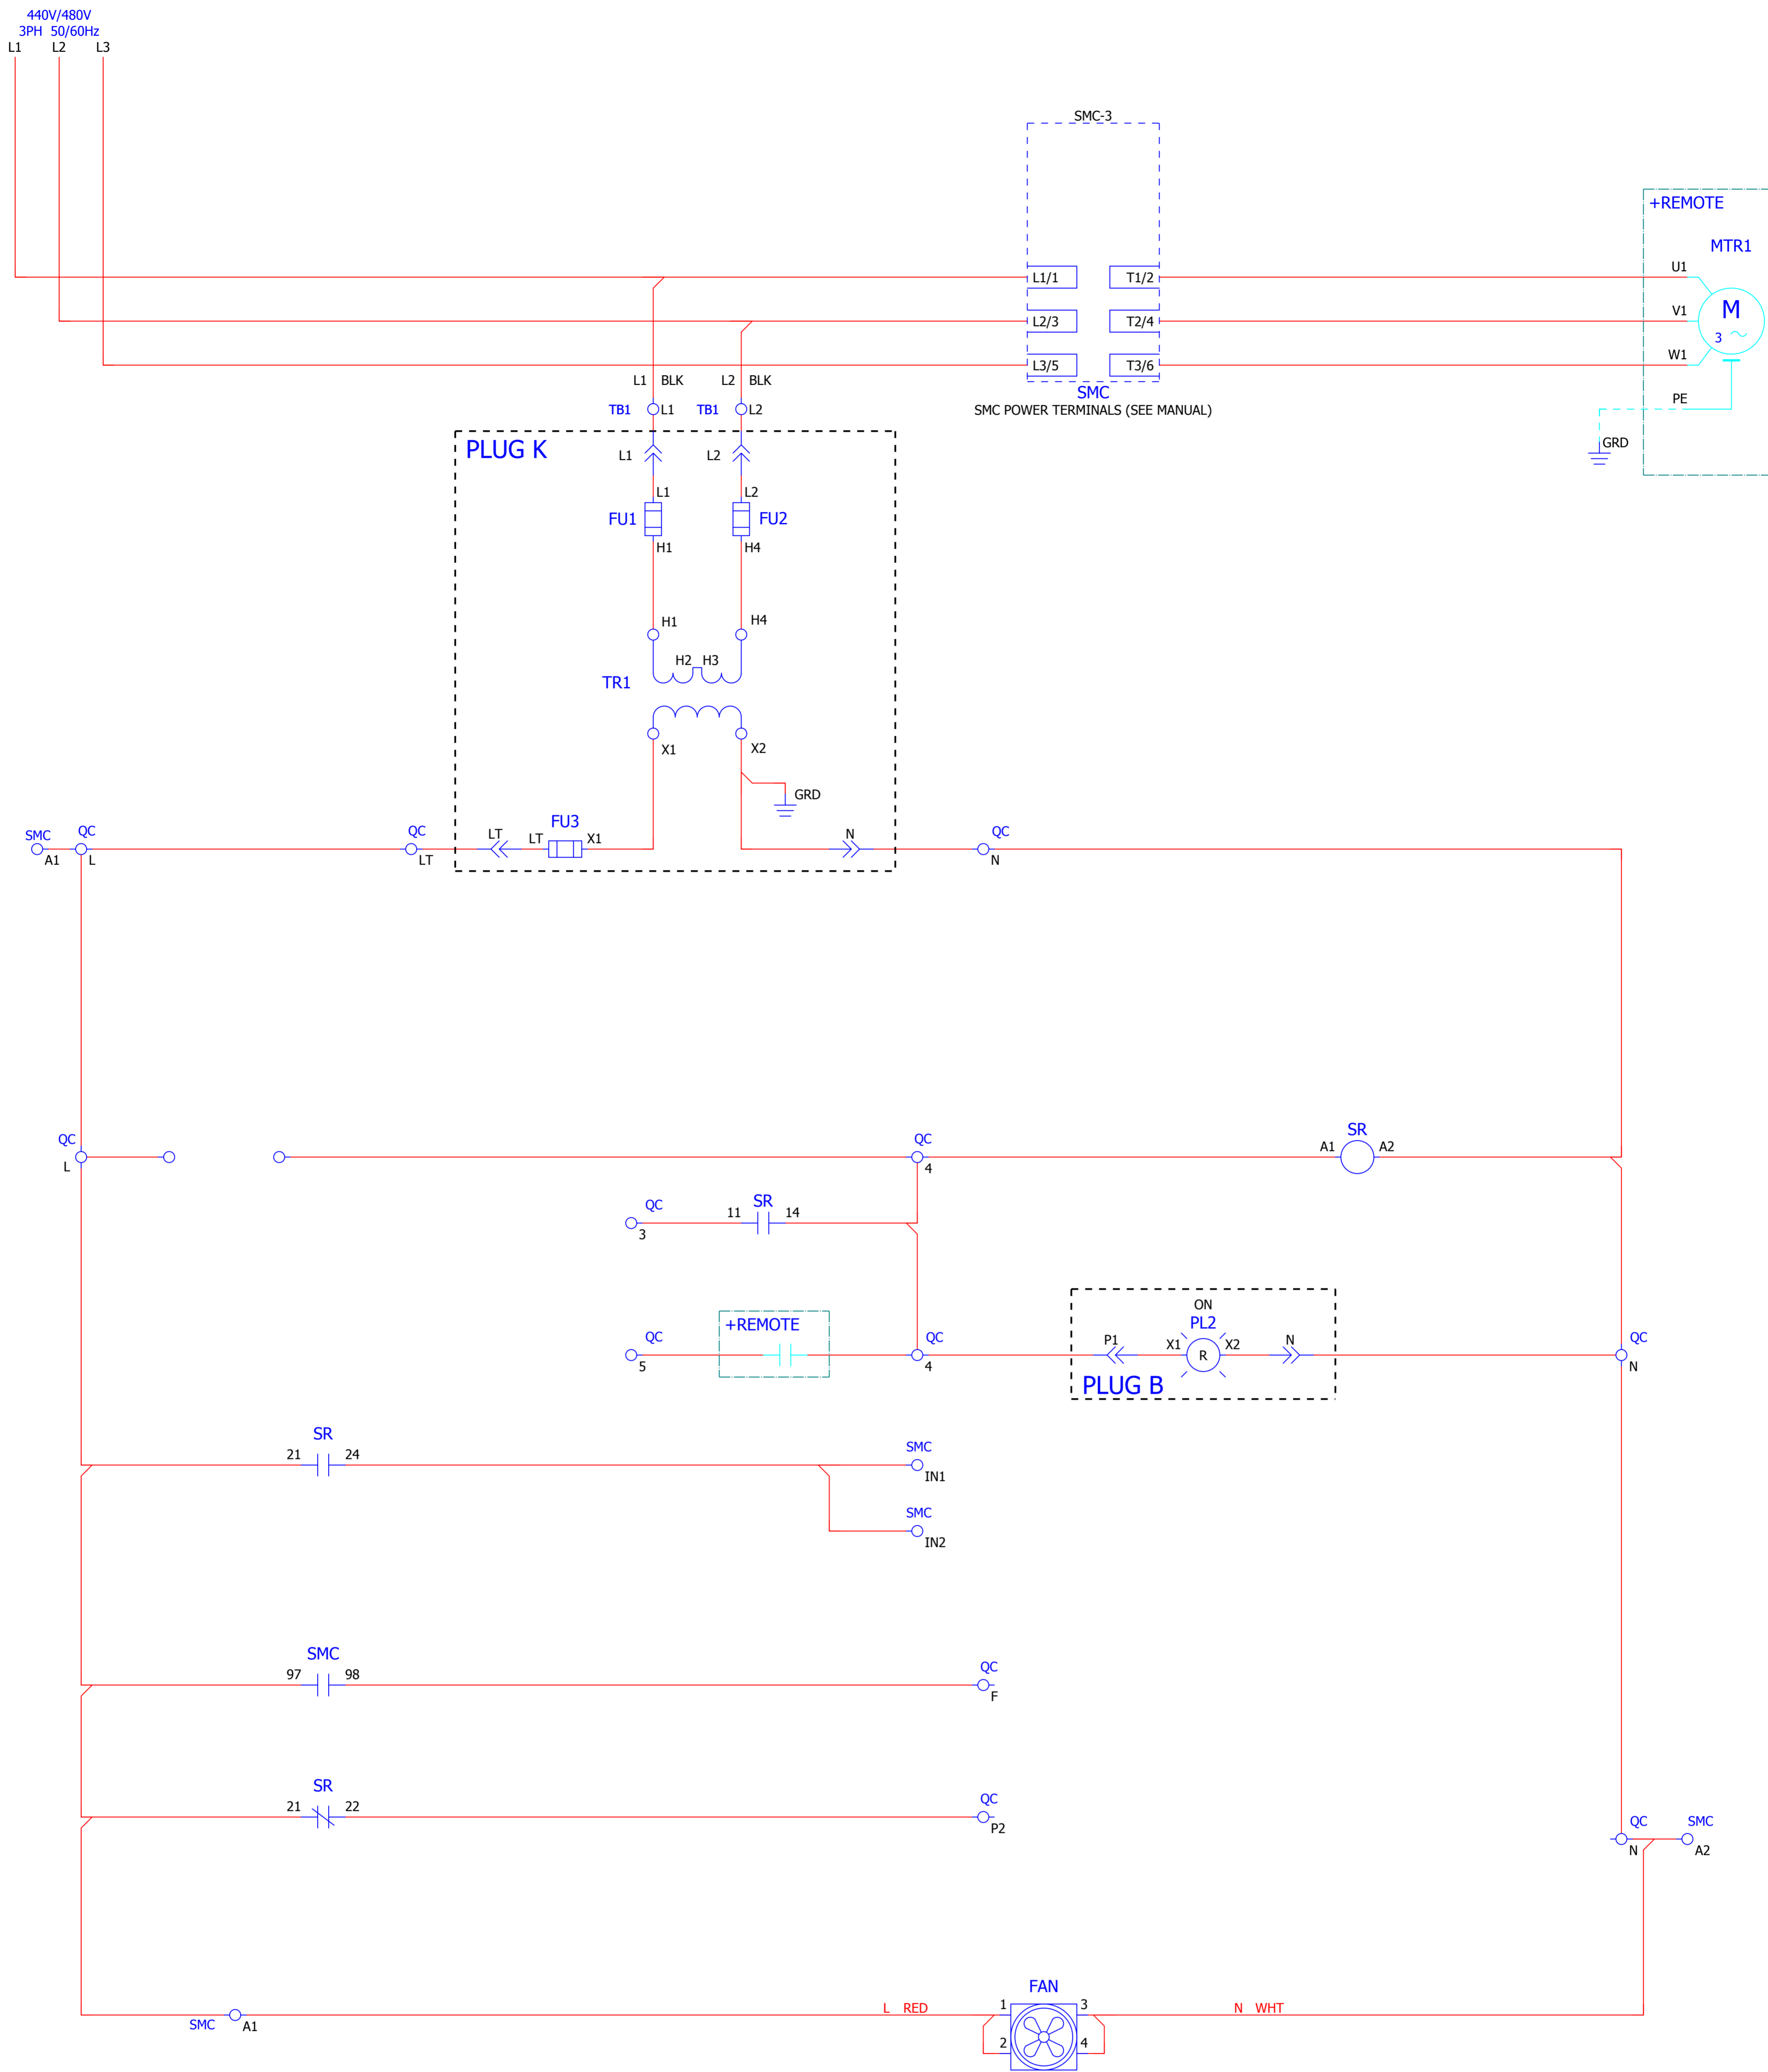 440V/480V
3PH 50/60Hz
L1 L2 L3
SMC-3
+REMOTE
MTR1
U1
L1/1 T1/2
M
V1
L2/3 T2/4
3
W1
L3/5 T3/6
L1 BLK L2 BLK
SMC
PE
TB1 L1 TB1 L2
SMC POWER TERMINALS (SEE MANUAL)
GRD
PLUG K
L1 L2
L1 L2
FU1 FU2
H1 H4
H1 H4
H2 H3
TR1
X1 X2
GRD
FU3
SMC QC QC LT LT X1 N QC
A1 L LT N
SR
QC QC A1 A2
L 4
SR
QC 11 14
3
ON
+REMOTE PL2
QC QC P1 X1 X2 N QC
R
5 4 N
PLUG B
SR
21 24 SMC
IN1
SMC
IN2
SMC
97 98 QC
F
SR
21 22 QC
P2
QC SMC
N A2
FAN
1 3
L RED N WHT
SMC A1
2 4